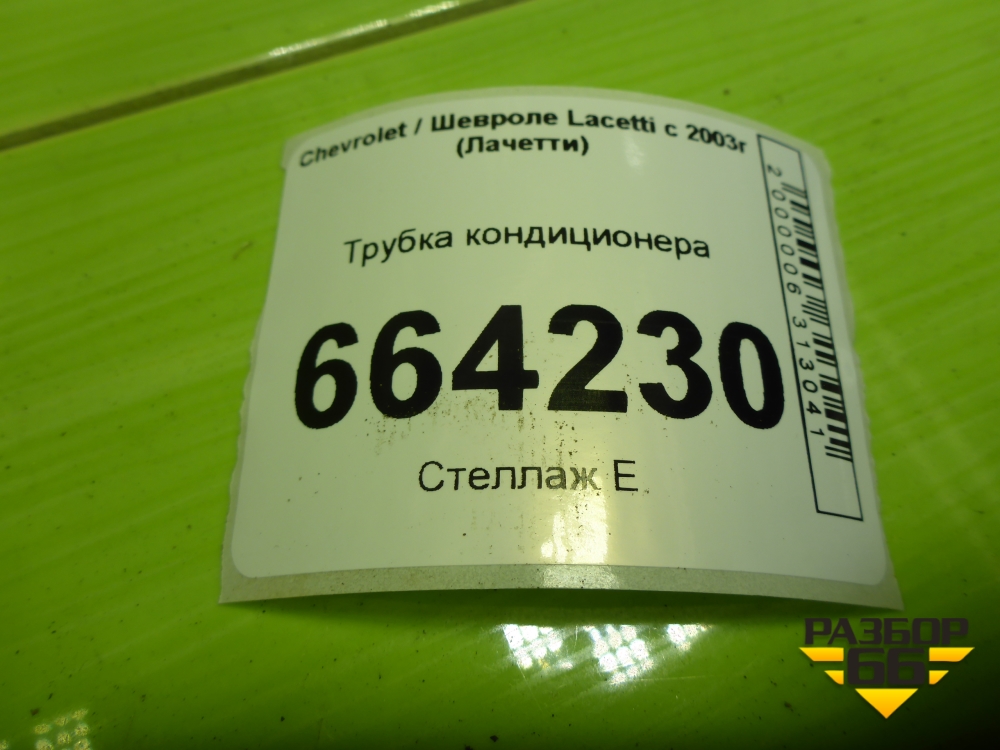 Chevrolet / Шевроле Lacetti с 2003г
(Лачетти)
Трубка кондиционера
664230
Стеллаж Е
2000006313041
РАЗБОР
66